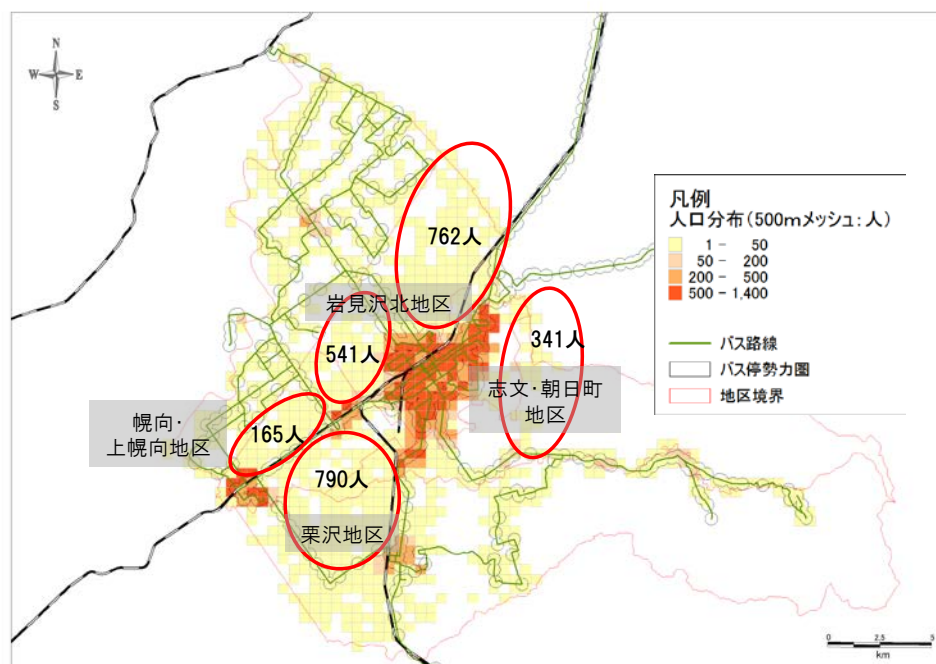 N
W E
S
762人
岩見沢北地区
541人
341人
志文・朝日町
地区
幌向・
上幌向地区
165人
790人
栗沢地区
凡例
人口分布(500mメッシュ:人)
1 - 50
50 - 200
200 - 500
500 - 1.400
バス路線
バス停勢力圏
地区境界
0 2.5 5
km